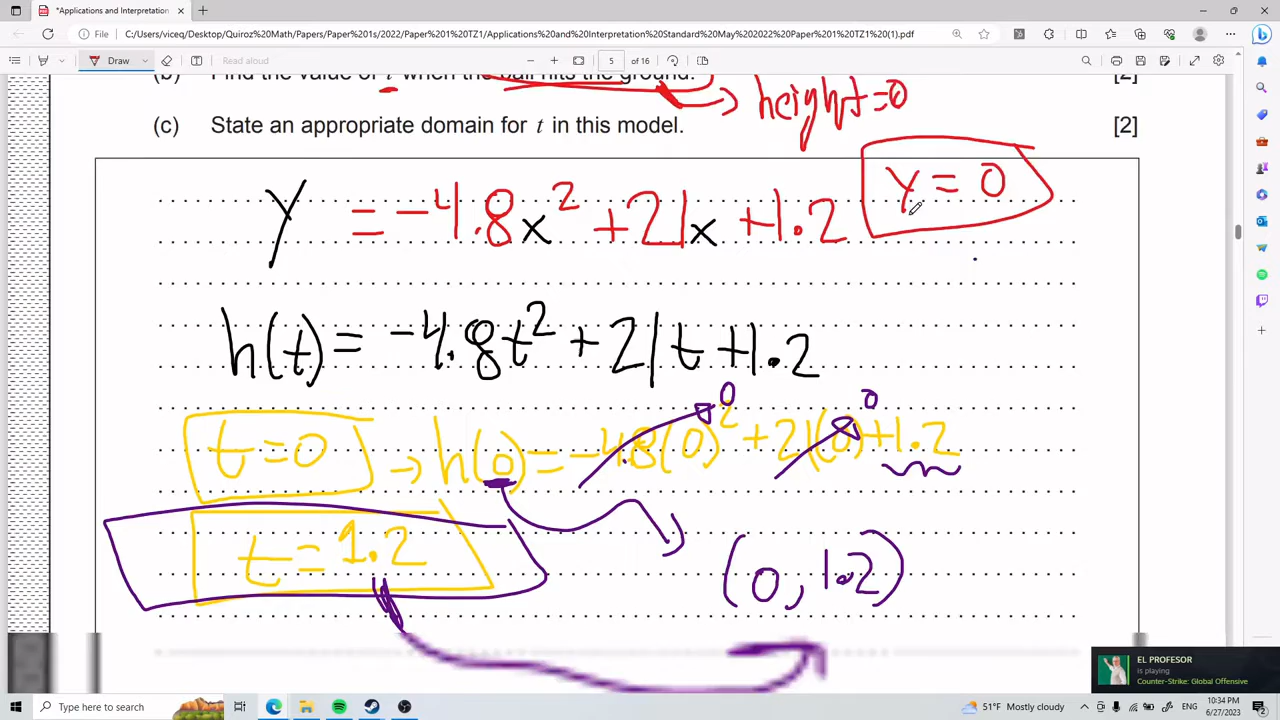 *Applications and Interpretation
File C:/Users/viceq/Desktop/Quiroz%20Math/Papers/Paper%201s/2022/Paper%201%20TZ1/Applications%20and%20Interpretation%20Standard%20May%202022%20Paper%201%20TZ1%20(1).pdf
Draw Read aloud 5 of 16
(b) Find the value of t when the ball hits the ground. [2]
height=0
(c) State an appropriate domain for t in this model. [2]
y = -4.8x² + 21x + 1.2
y = 0
h(t) = -4.8t² + 21t + 1.2
0 0
t=0 → h(0) = -4.8(0)² + 21(0) + 1.2
t = 1.2
(0, 1.2)
EL PROFESOR
is playing
Counter-Strike: Global Offensive
Type here to search
51°F Mostly cloudy
ENG
10:34 PM
6/27/2023
2